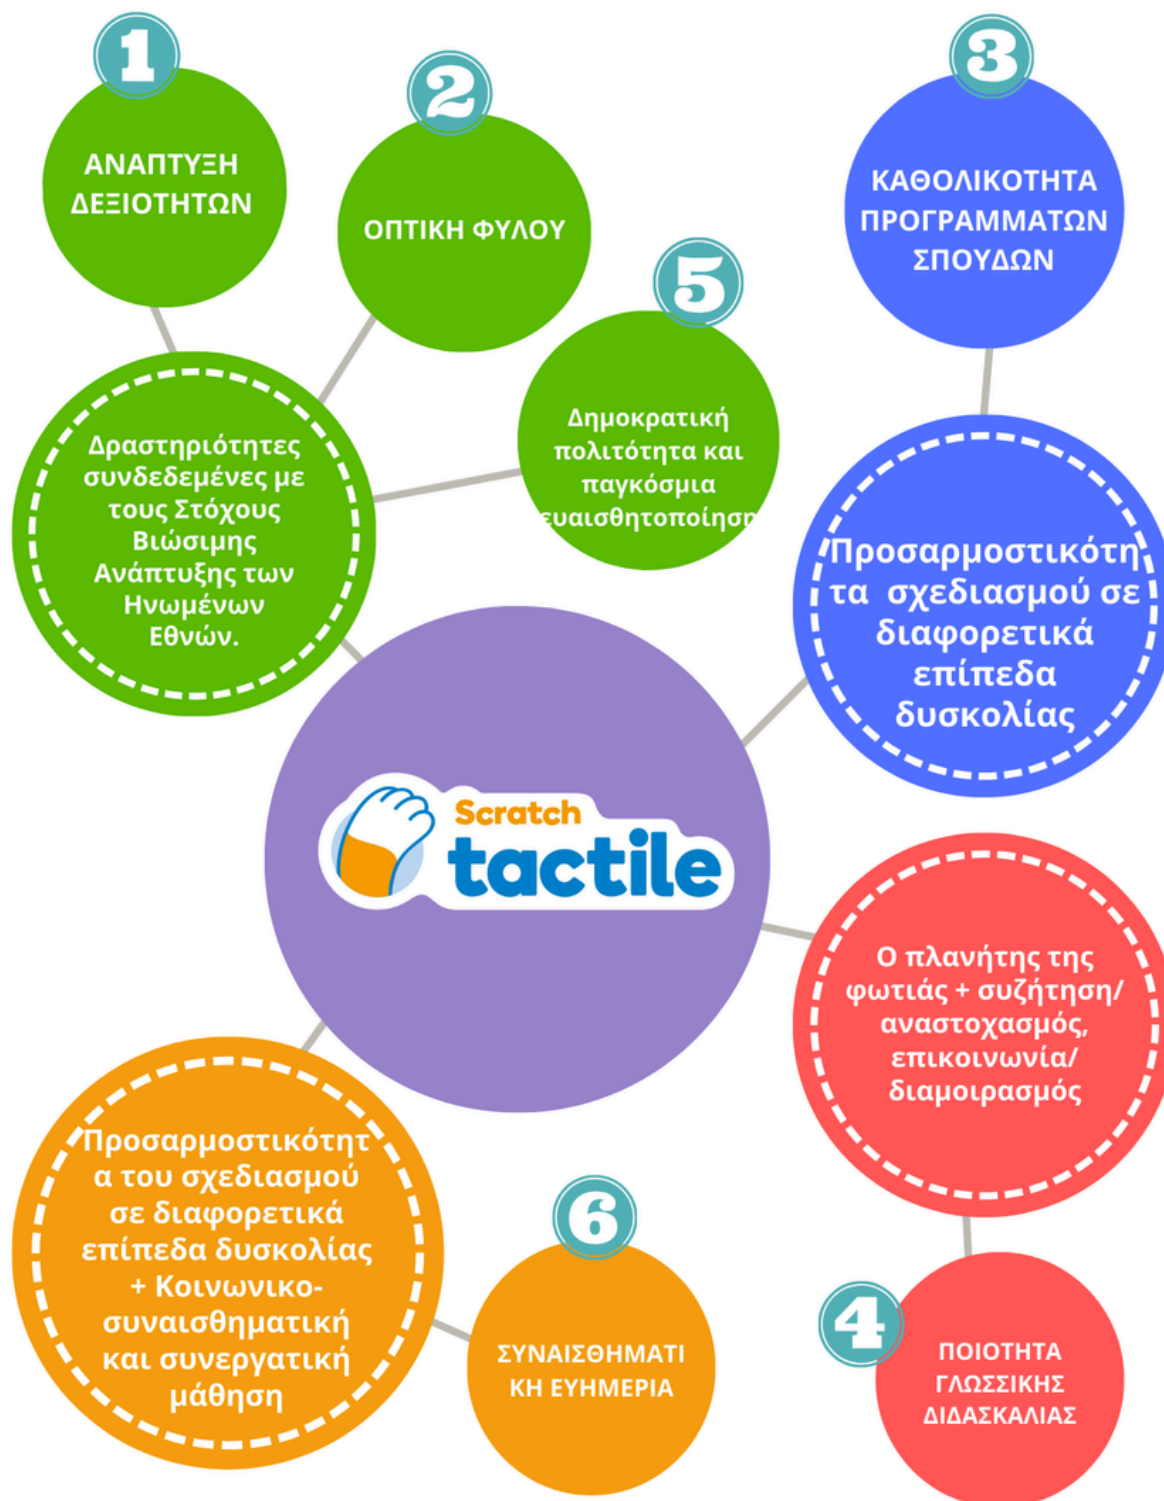 1
ΑΝΑΠΤΥΞΗ
ΔΕΞΙΟΤΗΤΩΝ
2
ΟΠΤΙΚΗ ΦΥΛΟΥ
3
ΚΑΘΟΛΙΚΟΤΗΤΑ
ΠΡΟΓΡΑΜΜΑΤΩΝ
ΣΠΟΥΔΩΝ
5
Δημοκρατική
πολιτότητα και
παγκόσμια
ευαισθητοποίηση
Δραστηριότητες
συνδεδεμένες με
τους Στόχους
Βιώσιμης
Ανάπτυξης των
Ηνωμένων
Εθνών.
Προσαρμοστικότη
τα σχεδιασμού σε
διαφορετικά
επίπεδα
δυσκολίας
Scratch
tactile
Ο πλανήτης της
φωτιάς + συζήτηση/
αναστοχασμός,
επικοινωνία/
διαμοιρασμός
Προσαρμοστικότητ
α του σχεδιασμού
σε διαφορετικά
επίπεδα δυσκολίας
+ Κοινωνικο-
συναισθηματική
και συνεργατική
μάθηση
6
ΣΥΝΑΙΣΘΗΜΑΤΙ
ΚΗ ΕΥΗΜΕΡΙΑ
4
ΠΟΙΟΤΗΤΑ
ΓΛΩΣΣΙΚΗΣ
ΔΙΔΑΣΚΑΛΙΑΣ